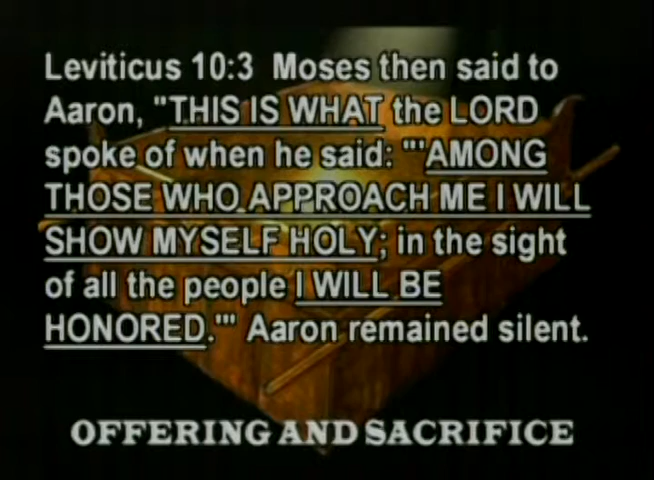 Leviticus 10:3 Moses then said to
Aaron, "THIS IS WHAT the LORD
spoke of when he said: "'AMONG
THOSE WHO APPROACH ME I WILL
SHOW MYSELF HOLY; in the sight
of all the people I WILL BE
HONORED.'" Aaron remained silent.
OFFERING AND SACRIFICE